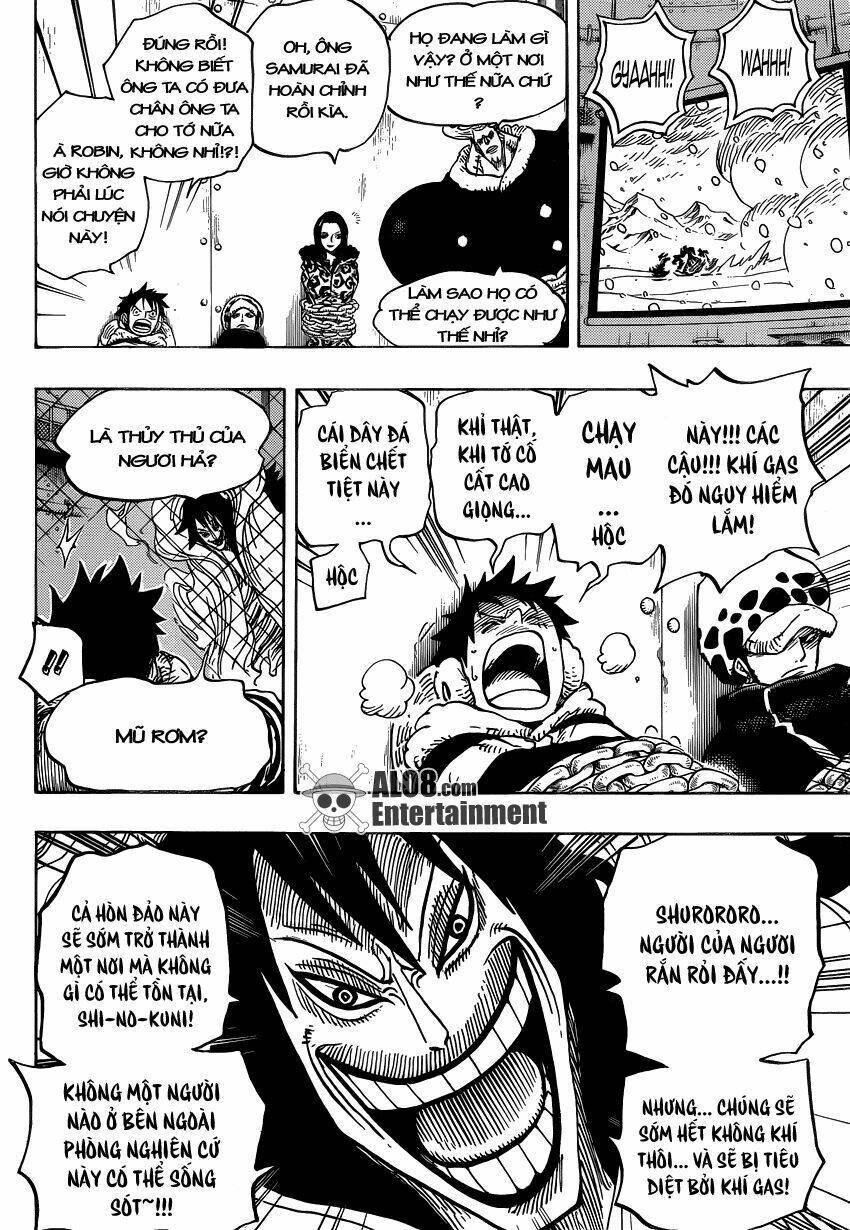 WAHHH!
GYAAHH!!
HỌ ĐANG LÀM GÌ
VẬY? Ở MỘT NƠI
NHƯ THẾ NỮA CHỨ
?
LÀM SAO HỌ CÓ
THỂ CHẠY ĐƯỢC NHƯ
THẾ NHỈ?
OH, ÔNG
SAMURAI ĐÃ
HOÀN CHỈNH
RỒI KÌA.
ĐÚNG RỒI!
KHÔNG BIẾT
ÔNG TA CÓ ĐƯA
CHÂN ÔNG TA
CHO TỚ NỮA
KHÔNG NHỈ!?!
À ROBIN,
GIỜ KHÔNG
PHẢI LÚC
NÓI CHUYỆN
NÀY!
NÀY!!! CÁC
CẬU!!! KHÍ GAS
ĐÓ NGUY HIỂM
LẮM!
CHẠY
MAU
...
HỘC
KHỈ THẬT,
KHI TỚ CỐ
CẤT CAO
GIỌNG...
CÁI DÂY ĐÁ
BIỂN CHẾT
TIỆT NÀY
...
HỘC
LÀ THỦY THỦ CỦA
NGƯƠI HẢ?
!!
MŨ RƠM?
AL08.com
Entertainment
SHURORORO...
NGƯỜI CỦA NGƯƠI
RẮN RỎI ĐẤY...!!
NHƯNG... CHÚNG SẼ
SỚM HẾT KHÔNG KHÍ
THÔI... VÀ SẼ BỊ TIÊU
DIỆT BỞI KHÍ GAS!
CẢ HÒN ĐẢO NÀY
SẼ SỚM TRỞ THÀNH
MỘT NƠI MÀ KHÔNG
GÌ CÓ THỂ TỒN TẠI,
SHI-NO-KUNI!
KHÔNG MỘT NGƯỜI
NÀO Ở BÊN NGOÀI
PHÒNG NGHIÊN CỨ
NÀY CÓ THỂ SỐNG
SÓT~!!!